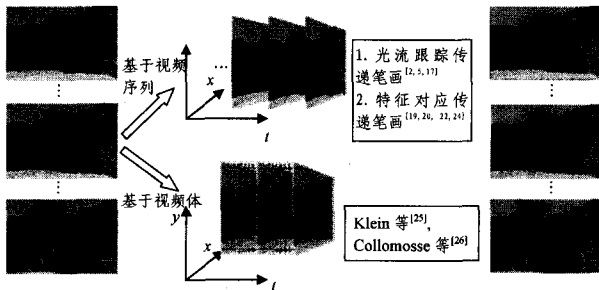 基于视频
序列
...
x
t
1. 光流跟踪传
递笔画[2, 5, 17]
2. 特征对应传
递笔画[19, 20, 22, 24]
基于视频体
y
x
t
Klein 等[25],
Collomosse 等[26]